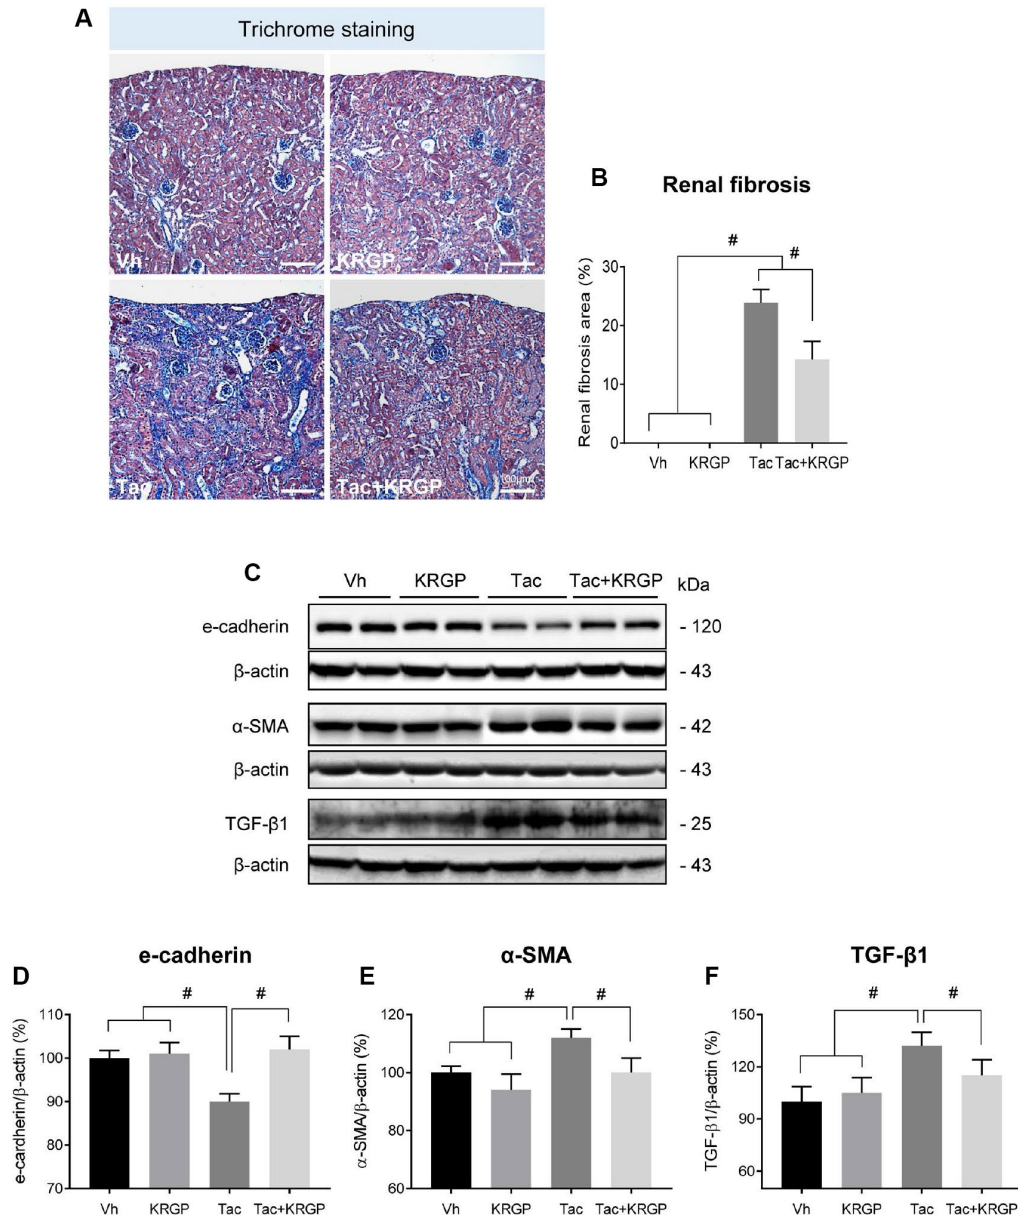 A
Trichrome staining
Vh
KRGP
Tac
Tac+KRGP
B
Renal fibrosis
#
#
Renal fibrosis area (%)
30
20
10
0
Vh KRGP Tac Tac+KRGP
C
Vh KRGP Tac Tac+KRGP kDa
e-cadherin - 120
β-actin - 43
α-SMA - 42
β-actin - 43
TGF-β1 - 25
β-actin - 43
D
e-cadherin
# #
e-cardherin/β-actin (%)
110
100
90
80
70
Vh KRGP Tac Tac+KRGP
E
α-SMA
# #
α-SMA/β-actin (%)
120
100
80
60
Vh KRGP Tac Tac+KRGP
F
TGF-β1
# #
TGF-β1/β-actin (%)
150
120
90
60
Vh KRGP Tac Tac+KRGP